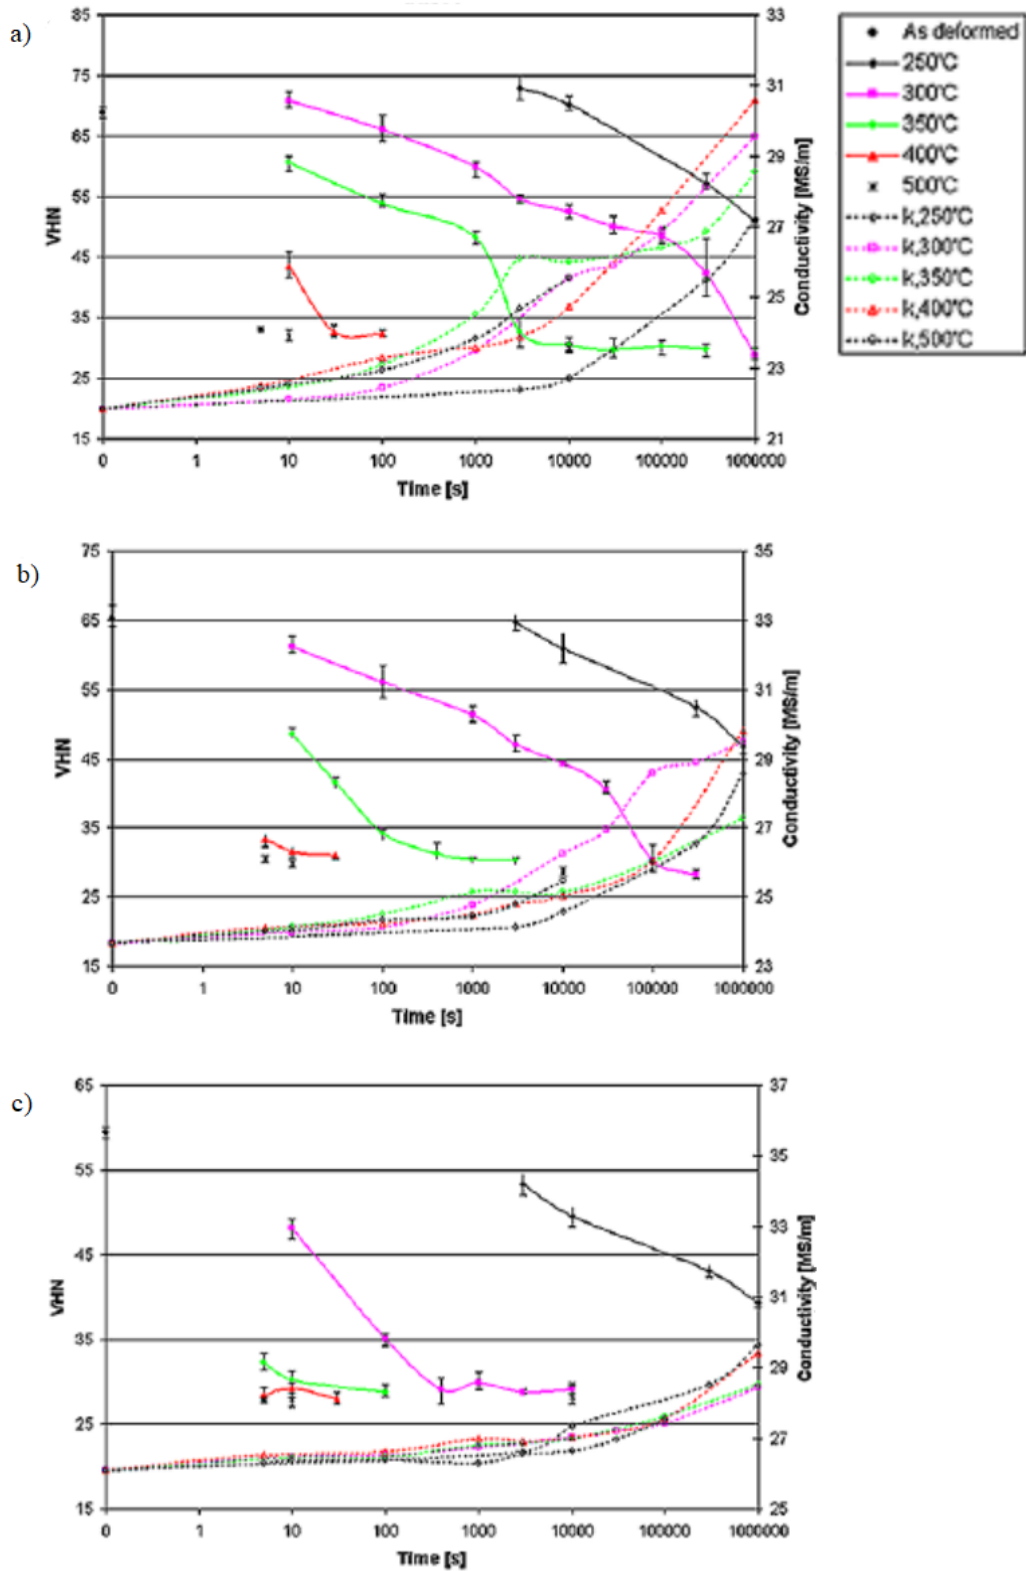 a)
85
75
65
55
45
35
25
15
VHN
33
31
29
27
25
23
21
Conductivity [MS/m]
0 1 10 100 1000 10000 100000 1000000
Time [s]
As deformed
250°C
300°C
350°C
400°C
500°C
k,250°C
k,300°C
k,350°C
k,400°C
k,500°C
b)
75
65
55
45
35
25
15
VHN
35
33
31
29
27
25
23
Conductivity [MS/m]
0 1 10 100 1000 10000 100000 1000000
Time [s]
c)
65
55
45
35
25
15
VHN
37
35
33
31
29
27
25
Conductivity [MS/m]
0 1 10 100 1000 10000 100000 1000000
Time [s]